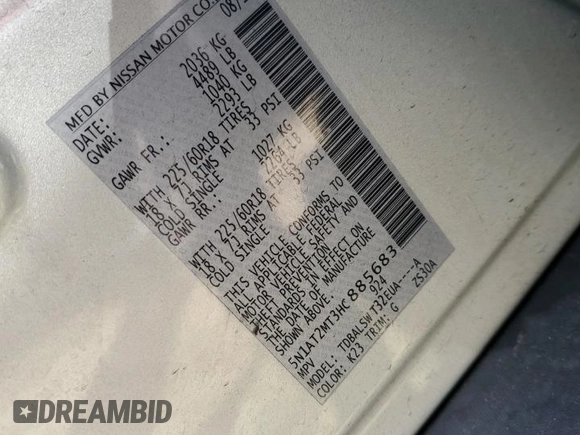 MFD BY NISSAN MOTOR CO.
DATE: 08/
GVWR: 2036 KG
4489 LB
GAWR FR.: 1040 KG
2293 LB
WITH 225/60R18 TIRES,
18 X 7J RIMS AT 33 PSI
COLD SINGLE
GAWR RR.: 1027 KG
2264 LB
WITH 225/60R18 TIRES,
18 X 7J RIMS AT 33 PSI
COLD SINGLE
THIS VEHICLE CONFORMS TO
ALL APPLICABLE FEDERAL
MOTOR VEHICLE SAFETY AND
STANDARDS IN EFFECT ON
THE DATE OF MANUFACTURE
SHOWN ABOVE.
5N1AT2MT3HC885683
MPV 924
MODEL: TDBALSW T32EUA----A
COLOR: K23 TRIM: G ZS30A
DREAMBID